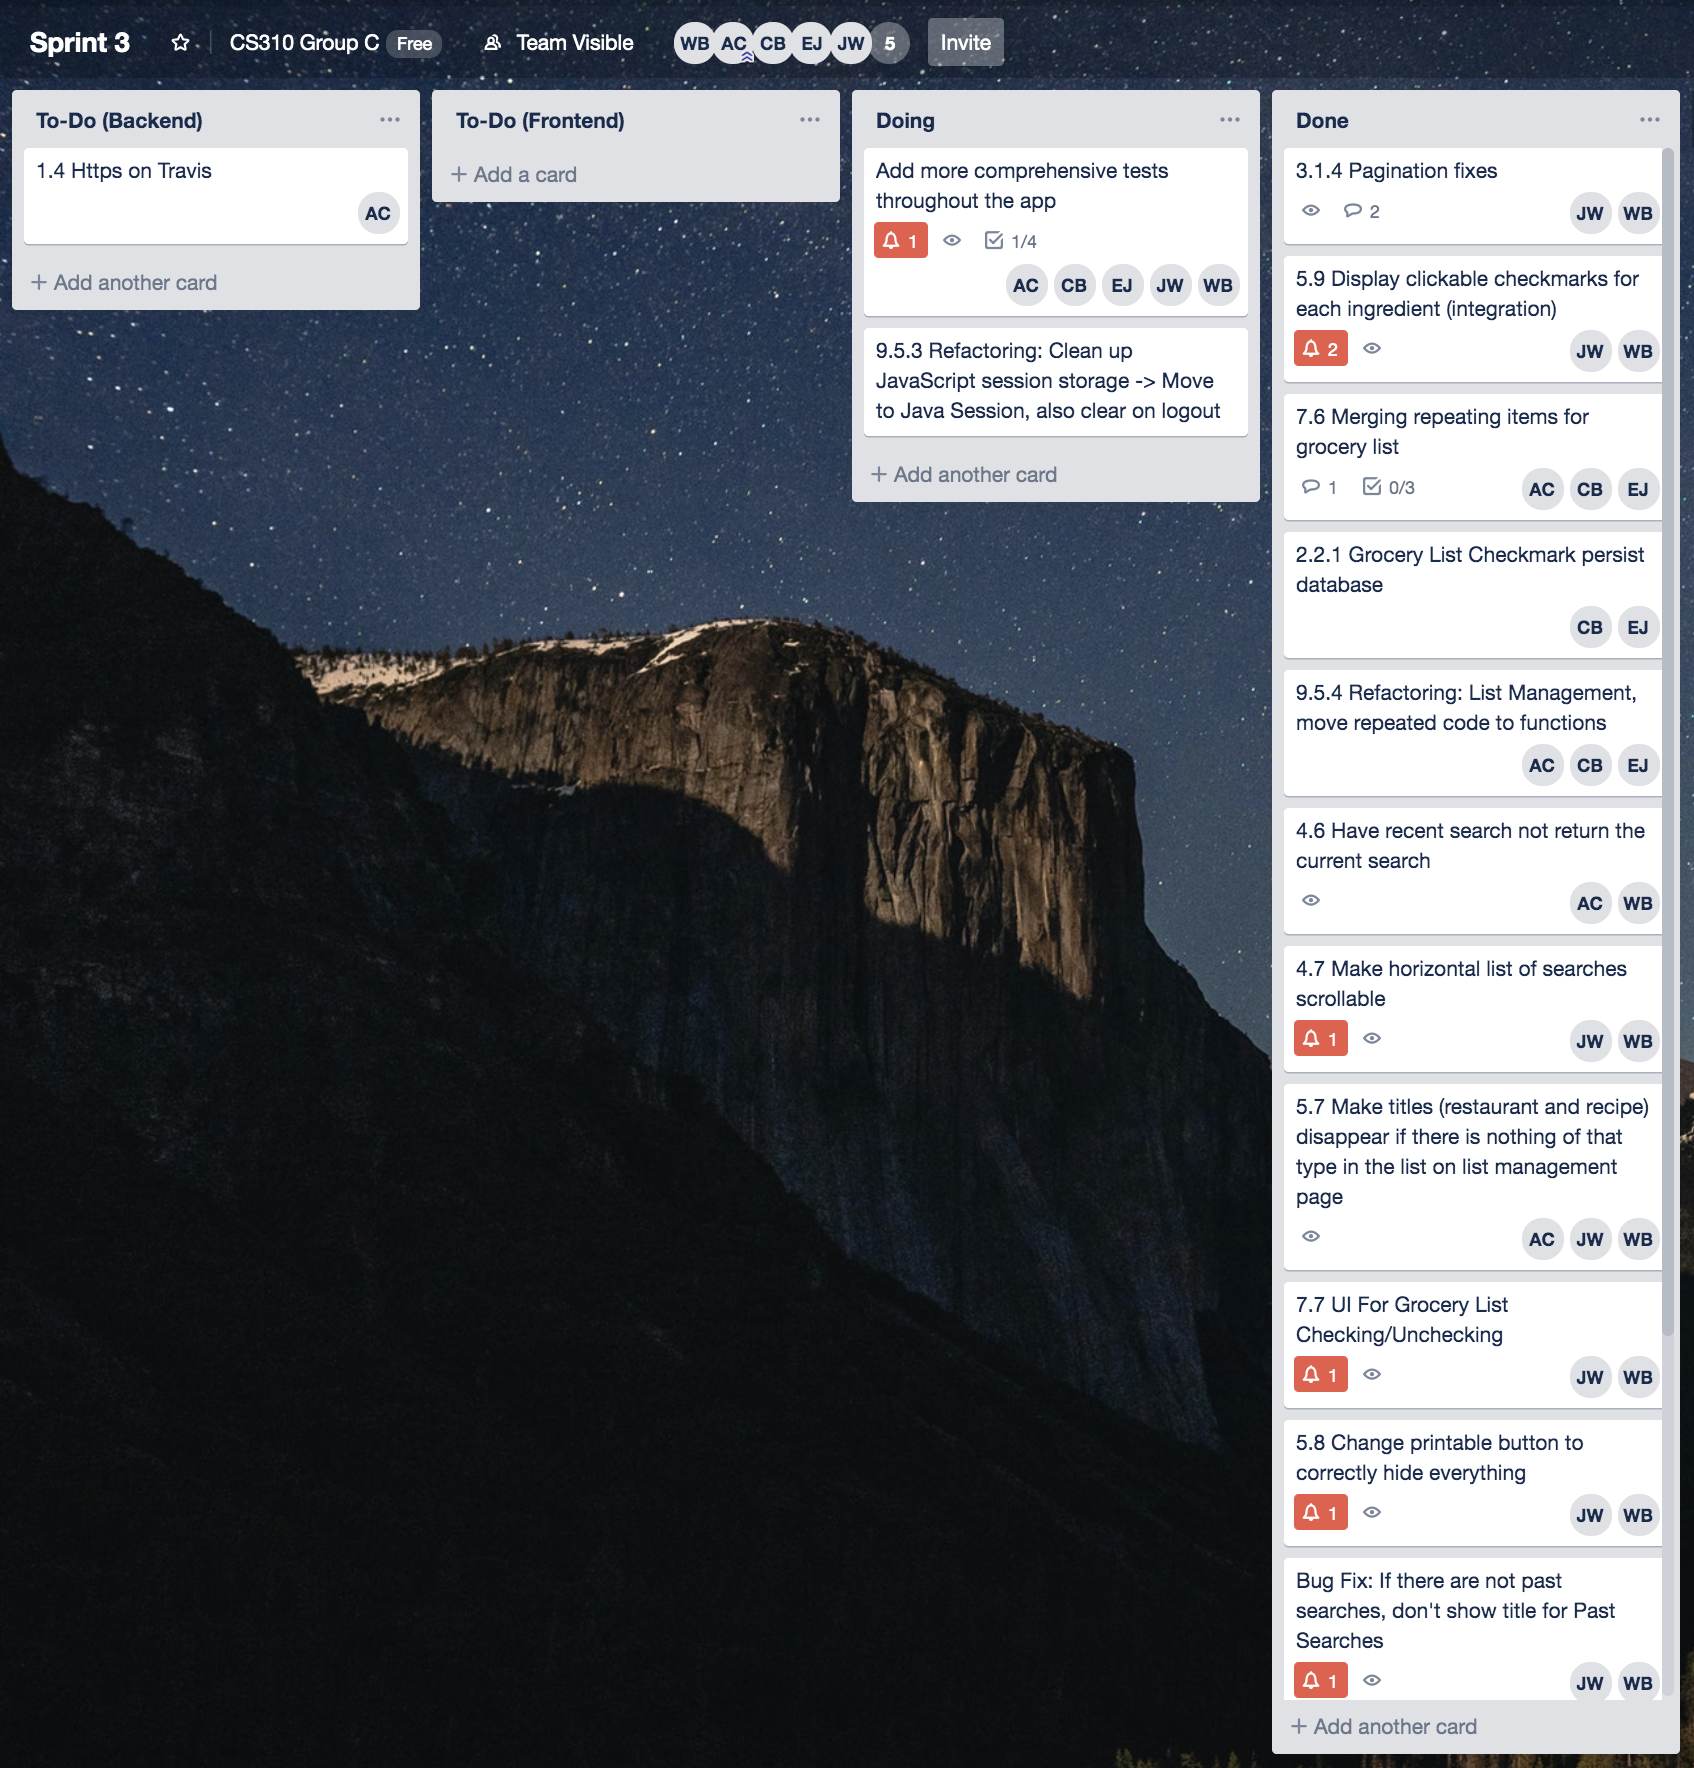 Sprint 3
CS310 Group C Free
Team Visible
WB AC CB EJ JW 5
Invite
To-Do (Backend)
1.4 Https on Travis
AC
+ Add another card
To-Do (Frontend)
+ Add a card
Doing
Add more comprehensive tests
throughout the app
1 1/4
AC CB EJ JW WB
9.5.3 Refactoring: Clean up
JavaScript session storage -> Move
to Java Session, also clear on logout
+ Add another card
Done
3.1.4 Pagination fixes
2 JW WB
5.9 Display clickable checkmarks for
each ingredient (integration)
2 JW WB
7.6 Merging repeating items for
grocery list
1 0/3 AC CB EJ
2.2.1 Grocery List Checkmark persist
database
CB EJ
9.5.4 Refactoring: List Management,
move repeated code to functions
AC CB EJ
4.6 Have recent search not return the
current search
AC WB
4.7 Make horizontal list of searches
scrollable
1 JW WB
5.7 Make titles (restaurant and recipe)
disappear if there is nothing of that
type in the list on list management
page
AC JW WB
7.7 UI For Grocery List
Checking/Unchecking
1 JW WB
5.8 Change printable button to
correctly hide everything
1 JW WB
Bug Fix: If there are not past
searches, don't show title for Past
Searches
1 JW WB
+ Add another card